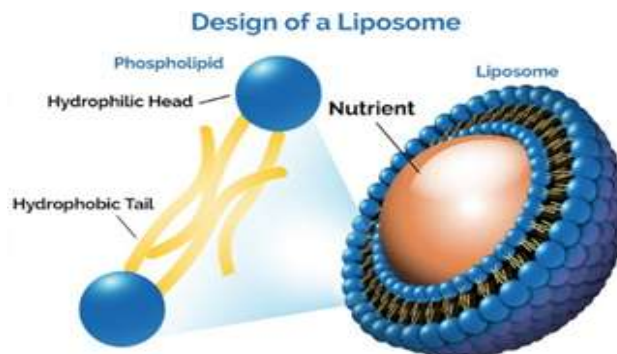 Design of a Liposome
Phospholipid
Hydrophilic Head
Liposome
Nutrient
Hydrophobic Tail